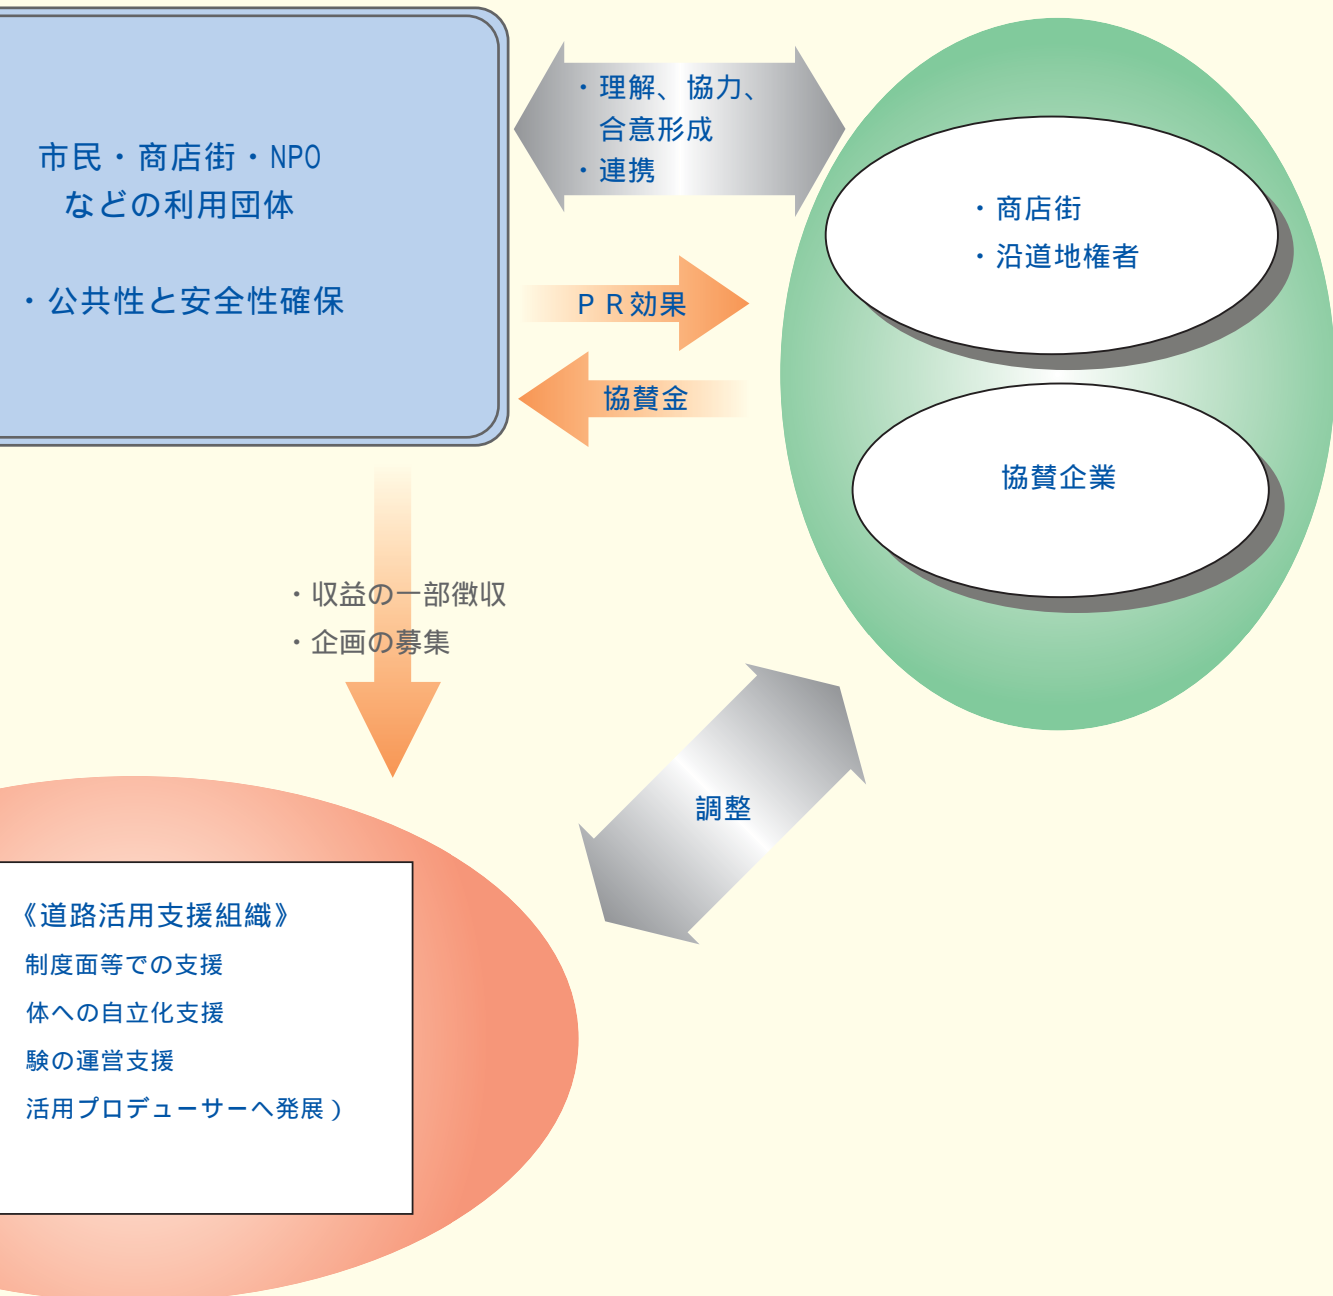 市民・商店街・NPO
などの利用団体
・公共性と安全性確保
・理解、協力、
合意形成
・連携
PR効果
協賛金
・商店街
・沿道地権者
協賛企業
・収益の一部徴収
・企画の募集
調整
《道路活用支援組織》
制度面等での支援
体への自立化支援
験の運営支援
活用プロデューサーへ発展）